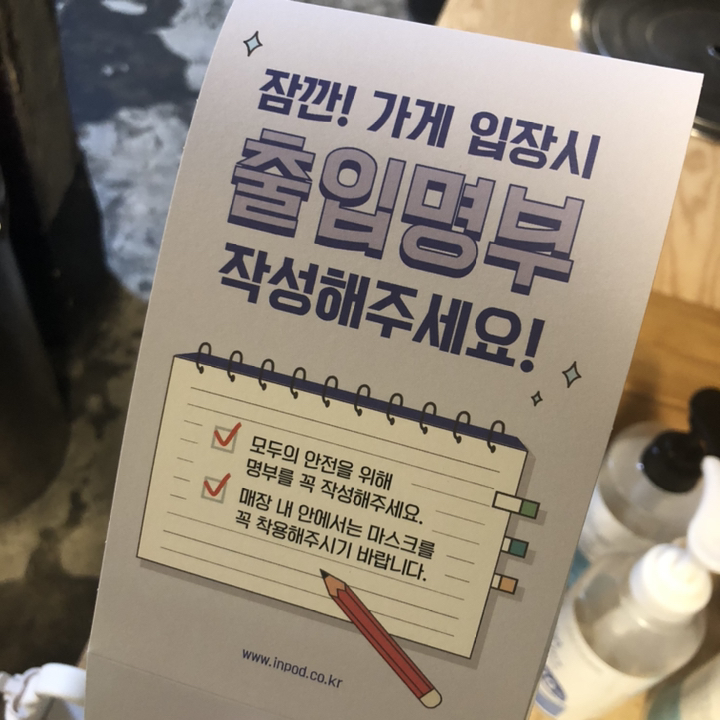 잠깐! 가게 입장시
출입명부
작성해주세요!
모두의 안전을 위해
명부를 꼭 작성해주세요.
매장 내 안에서는 마스크를
꼭 착용해주시기 바랍니다.
www.inpod.co.kr